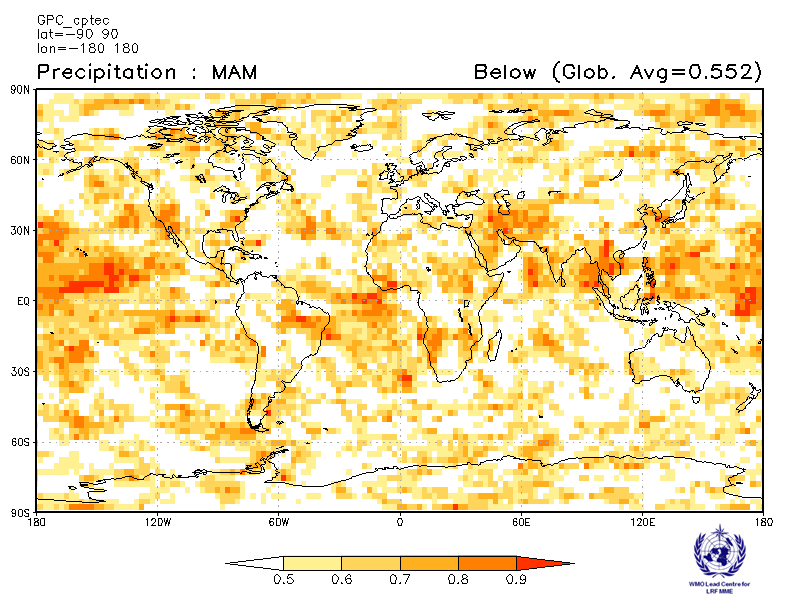 GPC_cptec
lat=-90 90
lon=-180 180
Precipitation : MAM
Below (Glob. Avg=0.552)
90N
60N
30N
EQ
30S
60S
90S
180
120W
60W
0
60E
120E
180
0.5
0.6
0.7
0.8
0.9
WMO Lead Centre for
LRF MME